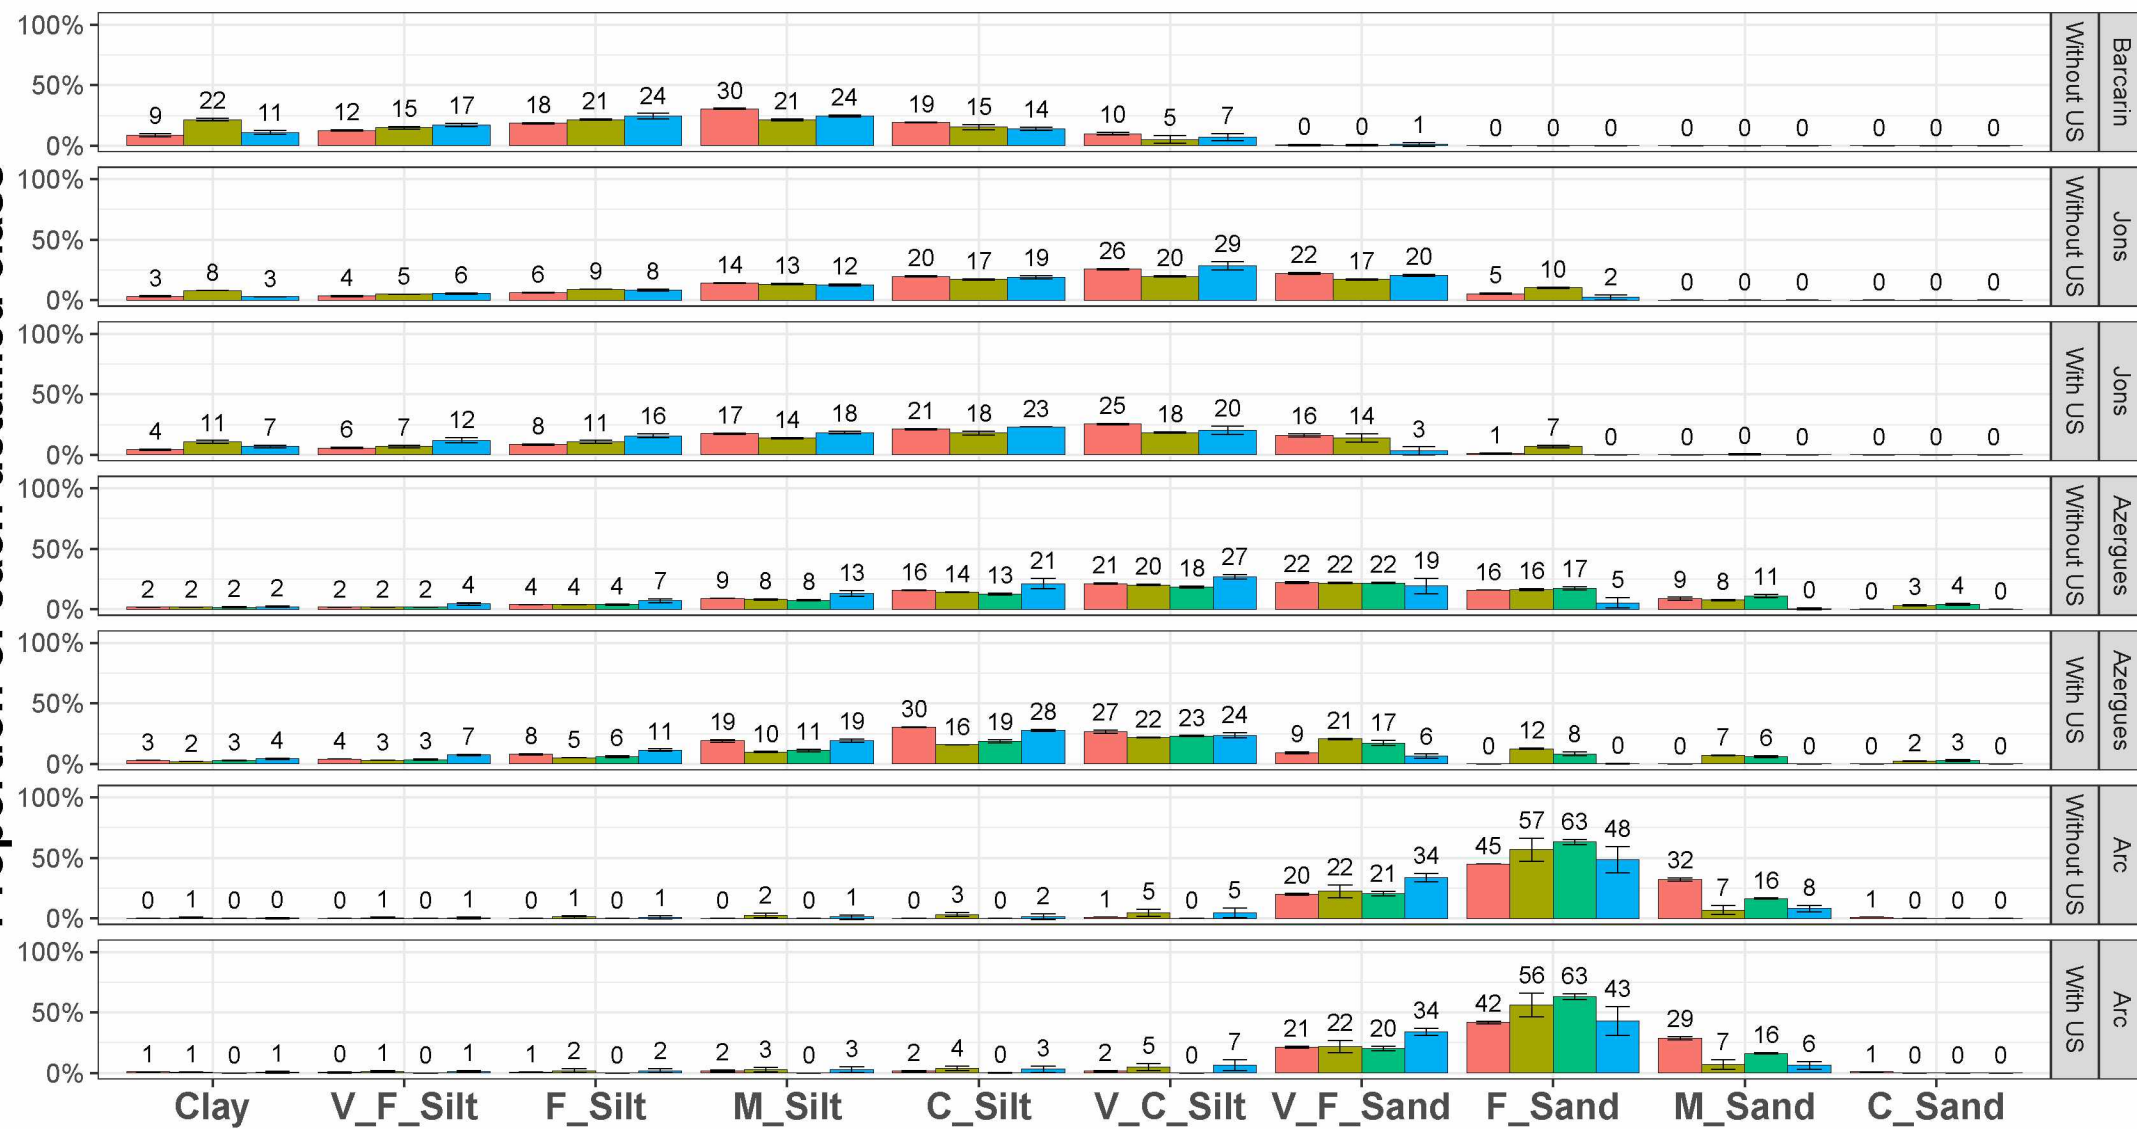 100%
50%
0%
9 22 11 12 15 17 18 21 24 30 21 24 19 15 14 10 5 7 0 0 1 0 0 0 0 0 0 0 0 0
Without US
Barcarin
100%
50%
0%
3 8 3 4 5 6 6 9 8 14 13 12 20 17 19 26 20 29 22 17 20 5 10 2 0 0 0 0 0 0
Without US
Jons
100%
50%
0%
4 11 7 6 7 12 8 11 16 17 14 18 21 18 23 25 18 20 16 14 3 1 7 0 0 0 0 0 0 0
With US
Jons
100%
50%
0%
2 2 2 2 2 2 2 4 4 4 4 7 9 8 8 13 16 14 13 21 21 20 18 27 22 22 22 19 16 16 17 5 9 8 11 0 0 3 4 0
Without US
Azergues
100%
50%
0%
3 2 3 4 4 3 3 7 8 5 6 11 19 10 11 19 30 16 19 28 27 22 23 24 9 21 17 6 0 12 8 0 0 7 6 0 0 2 3 0
With US
Azergues
100%
50%
0%
0 1 0 0 0 1 0 1 0 1 0 1 0 2 0 1 0 3 0 2 1 5 0 5 20 22 21 34 45 57 63 48 32 7 16 8 1 0 0 0
Without US
Arc
100%
50%
0%
1 1 0 1 0 1 0 1 1 2 0 2 2 3 0 3 2 4 0 3 2 5 0 7 21 22 20 34 42 56 63 43 29 7 16 6 1 0 0 0
With US
Arc
Clay V_F_Silt F_Silt M_Silt C_Silt V_C_Silt V_F_Sand F_Sand M_Sand C_Sand